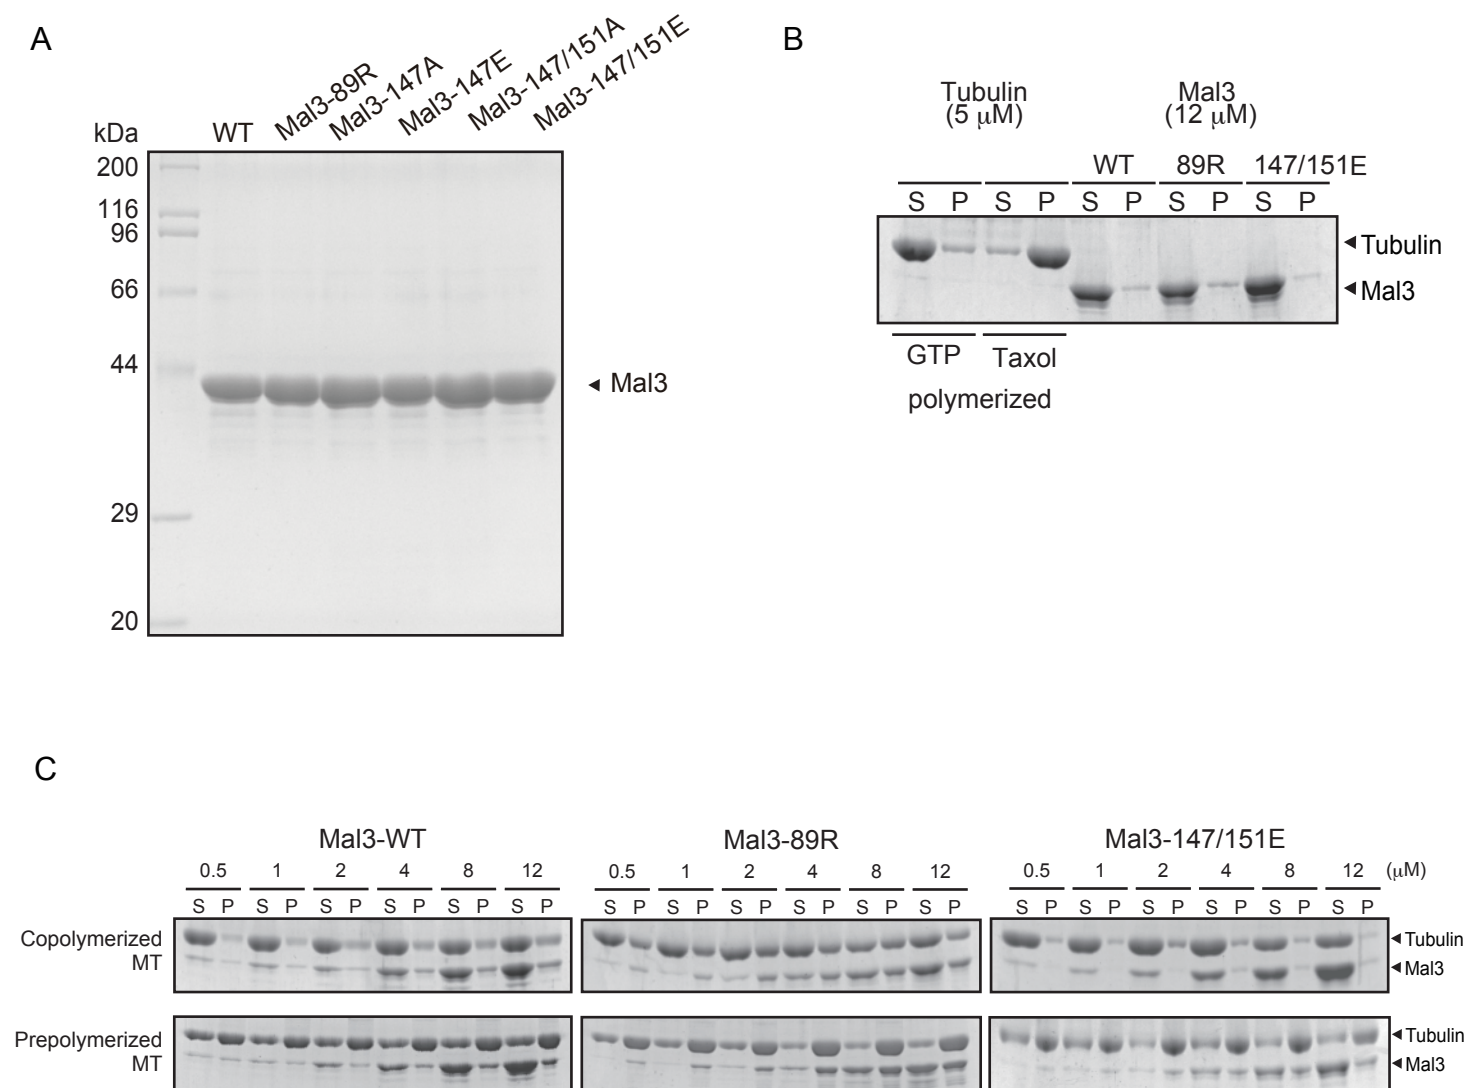 A
kDa
WT
Mal3-89R
Mal3-147A
Mal3-147E
Mal3-147/151A
Mal3-147/151E
200
116
96
66
44
29
20
◄ Mal3
B
Tubulin
(5 μM)
Mal3
(12 μM)
WT 89R 147/151E
S P S P S P S P S P
◄ Tubulin
◄ Mal3
GTP Taxol
polymerized
C
Mal3-WT
0.5 1 2 4 8 12
S P S P S P S P S P S P
Mal3-89R
0.5 1 2 4 8 12
S P S P S P S P S P S P
Mal3-147/151E
0.5 1 2 4 8 12 (μM)
S P S P S P S P S P S P
Copolymerized
MT
◄ Tubulin
◄ Mal3
Prepolymerized
MT
◄ Tubulin
◄ Mal3